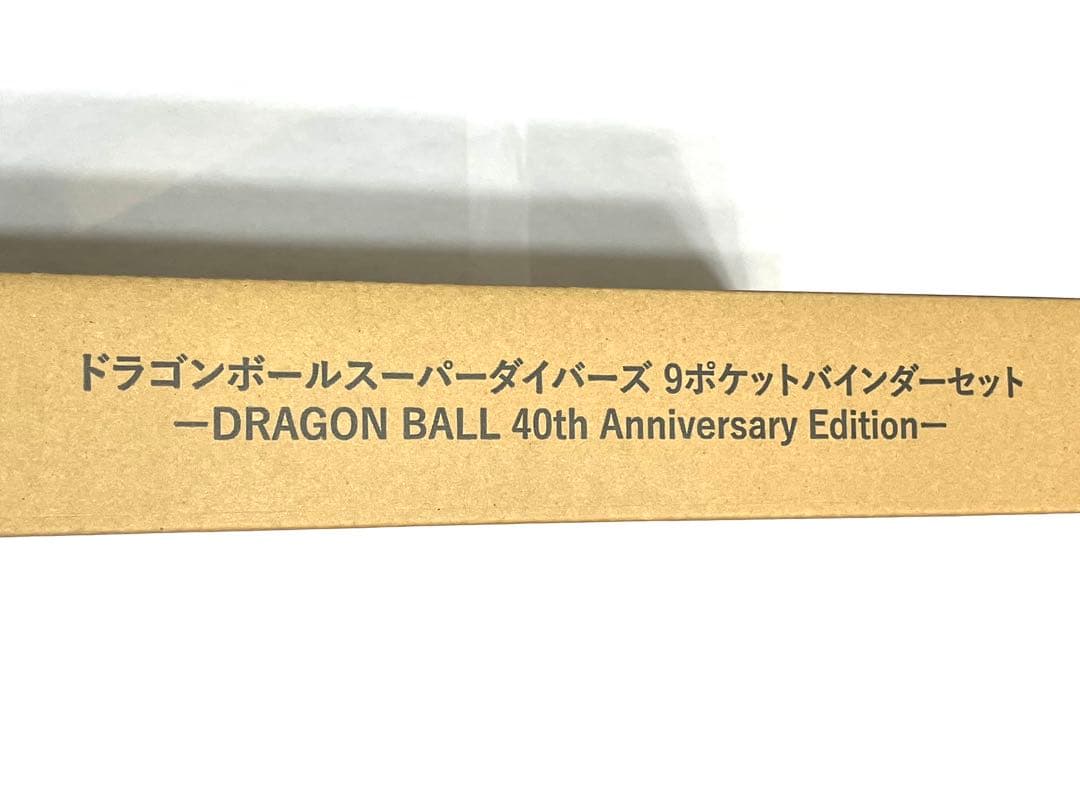 ドラゴンボールスーパーダイバーズ 9ポケットバインダーセット
ーDRAGON BALL 40th Anniversary Editionー